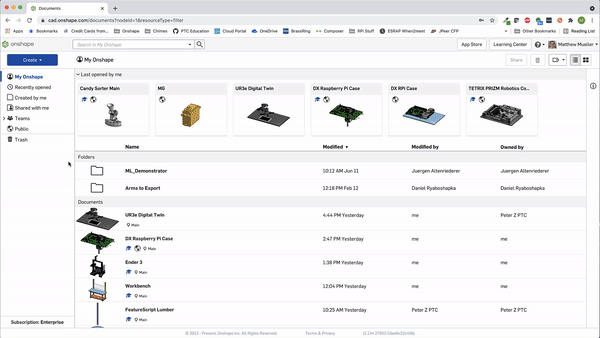 Documents
cad.onshape.com/documents?nodeId=1&resourceType=filter
Apps
Bookmarks
Credit Cards from...
Onshape
Chimes
PTC Education
Cloud Portal
OneDrive
BrassRing
Composer
RPi Stuff
ESRAP When2meet
jPeer CFP
Other Bookmarks
Reading List
onshape
Search in My Onshape
App Store
Learning Center
Matthew Mueller
Create
My Onshape
Share
My Onshape
Recently opened
Created by me
Shared with me
Teams
Public
Trash
Last opened by me
Candy Sorter Main
MG
UR3e Digital Twin
DX Raspberry Pi Case
DX RPi Case
TETRIX PRIZM Robotics Co...
Name Modified Modified by Owned by
Folders
ML_Demonstrator 10:12 AM Jun 11 Juergen Altenriederer Juergen Altenriederer
Arms to Export 12:18 PM Feb 12 Daniel Ryaboshapka Daniel Ryaboshapka
Documents
UR3e Digital Twin 4:44 PM Yesterday me Peter Z PTC
Main
DX Raspberry Pi Case 2:47 PM Yesterday me me
Main
Ender 3 1:38 PM Yesterday me me
Main
Workbench 12:04 PM Yesterday me me
Main
FeatureScript Lumber 10:25 AM Yesterday Peter Z PTC Peter Z PTC
Main
Subscription: Enterprise
© 2013 - Present, Onshape Inc. All Rights Reserved.
Terms & Privacy